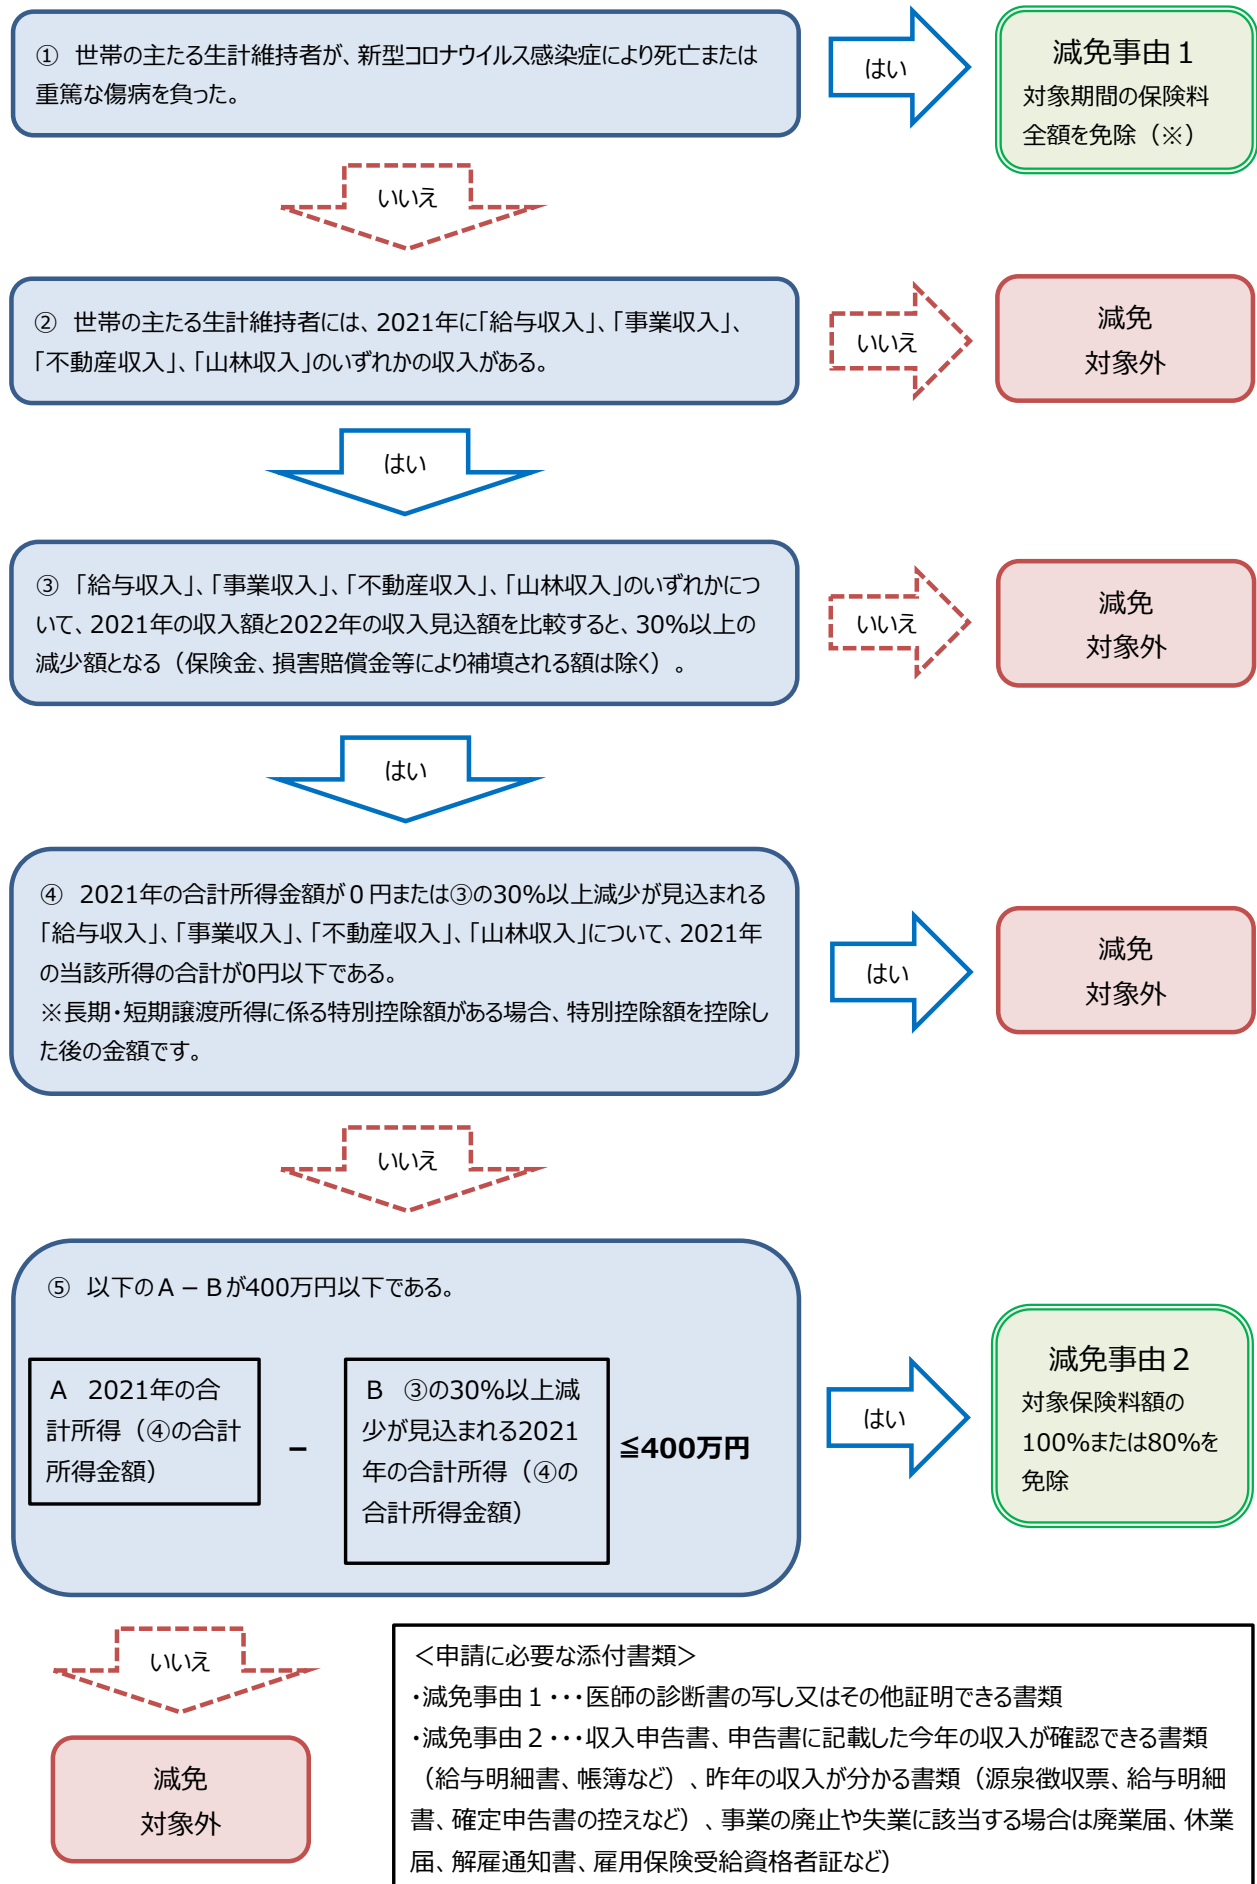 ① 世帯の主たる生計維持者が、新型コロナウイルス感染症により死亡または
重篤な傷病を負った。
はい
減免事由１
対象期間の保険料
全額を免除（※）
いいえ
② 世帯の主たる生計維持者には、2021年に「給与収入」、「事業収入」、
「不動産収入」、「山林収入」のいずれかの収入がある。
いいえ
減免
対象外
はい
③ 「給与収入」、「事業収入」、「不動産収入」、「山林収入」のいずれかにつ
いて、2021年の収入額と2022年の収入見込額を比較すると、30%以上の
減少額となる（保険金、損害賠償金等により補填される額は除く）。
いいえ
減免
対象外
はい
④ 2021年の合計所得金額が０円または③の30%以上減少が見込まれる
「給与収入」、「事業収入」、「不動産収入」、「山林収入」について、2021年
の当該所得の合計が0円以下である。
※長期・短期譲渡所得に係る特別控除額がある場合、特別控除額を控除し
た後の金額です。
はい
減免
対象外
いいえ
⑤ 以下のＡ－Ｂが400万円以下である。
A 2021年の合
計所得（④の合計
所得金額）
－
B ③の30%以上減
少が見込まれる2021
年の合計所得（④の
合計所得金額）
≦400万円
はい
減免事由２
対象保険料額の
100%または80%を
免除
いいえ
減免
対象外
＜申請に必要な添付書類＞
・減免事由１・・・医師の診断書の写し又はその他証明できる書類
・減免事由２・・・収入申告書、申告書に記載した今年の収入が確認できる書類
（給与明細書、帳簿など）、昨年の収入が分かる書類（源泉徴収票、給与明細
書、確定申告書の控えなど）、事業の廃止や失業に該当する場合は廃業届、休業
届、解雇通知書、雇用保険受給資格者証など）